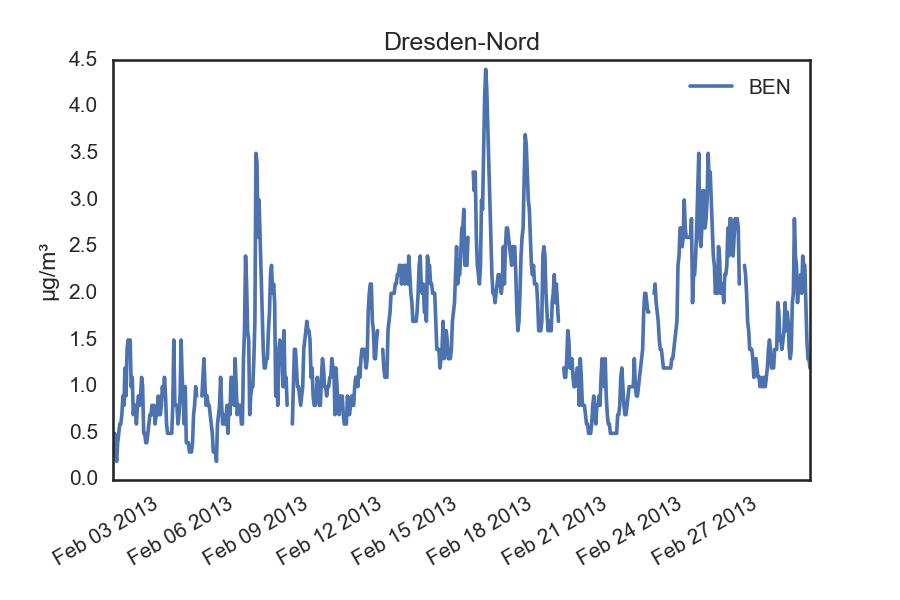 Dresden-Nord
4.5
4.0
3.5
3.0
2.5
2.0
1.5
1.0
0.5
0.0
µg/m³
BEN
Feb 03 2013
Feb 06 2013
Feb 09 2013
Feb 12 2013
Feb 15 2013
Feb 18 2013
Feb 21 2013
Feb 24 2013
Feb 27 2013